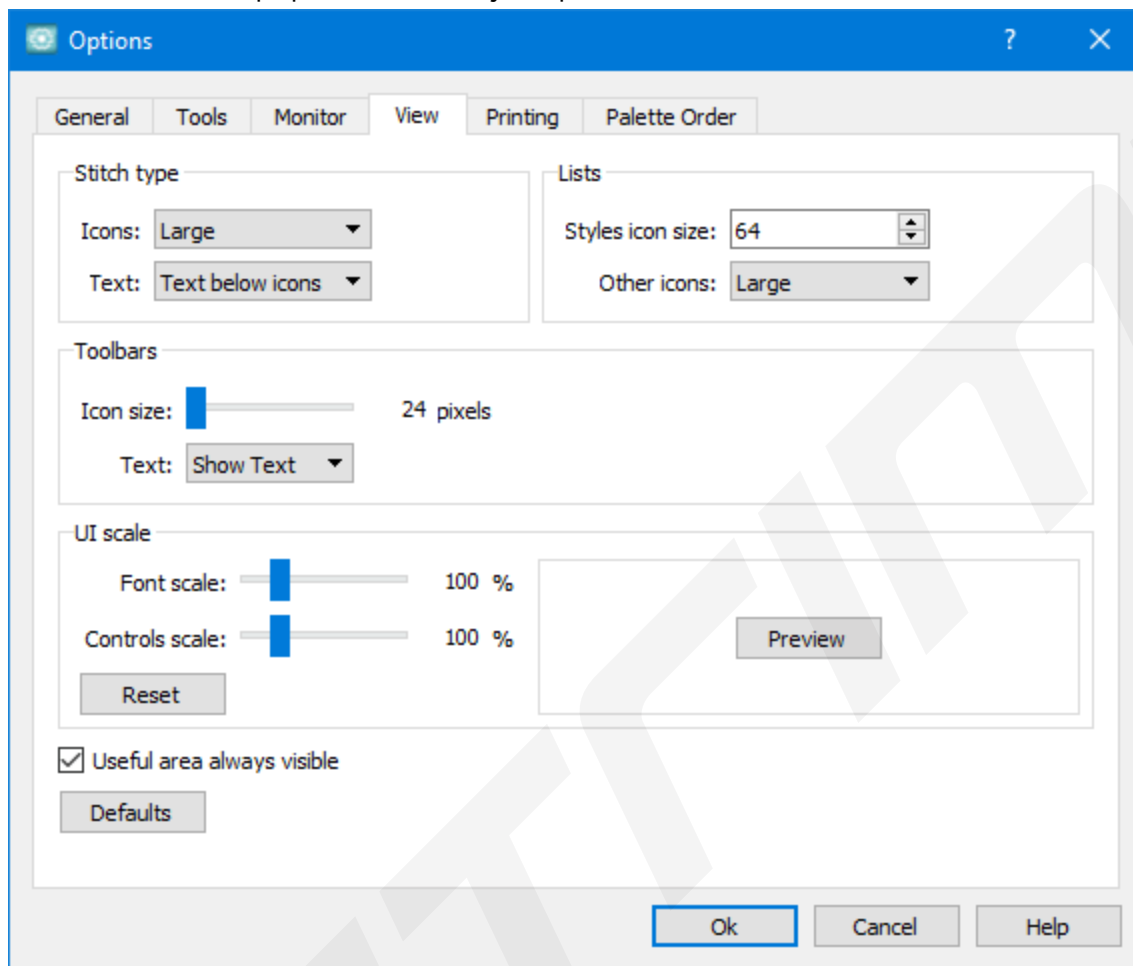 Options
General Tools Monitor View Printing Palette Order
Stitch type
Icons: Large
Text: Text below icons
Lists
Styles icon size: 64
Other icons: Large
Toolbars
Icon size: 24 pixels
Text: Show Text
UI scale
Font scale: 100 %
Controls scale: 100 %
Preview
Reset
Useful area always visible
Defaults
Ok Cancel Help